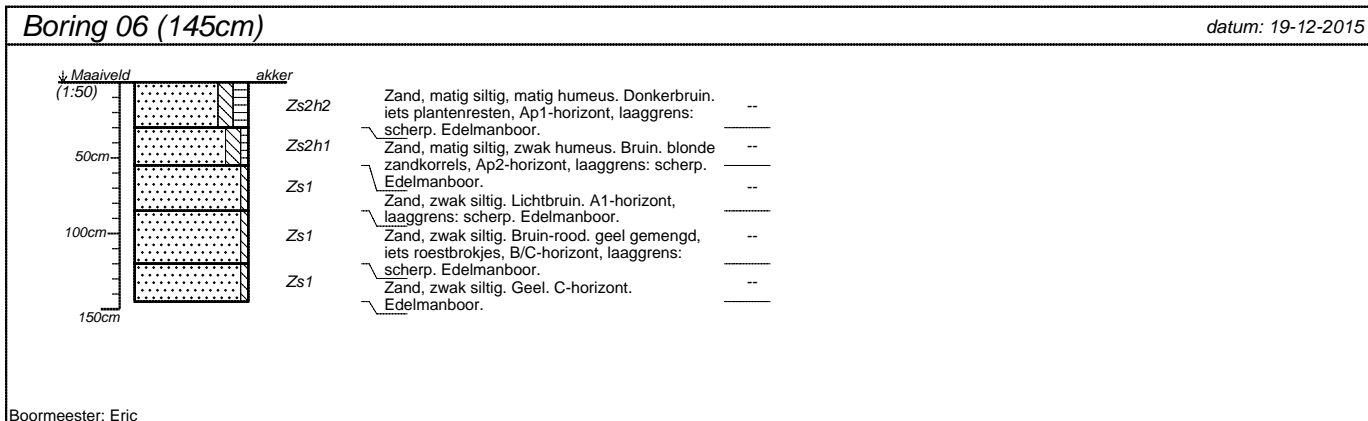 Boring 06 (145cm)
datum: 19-12-2015
Maaiveld
akker
(1:50)
Zs2h2
Zand, matig siltig, matig humeus. Donkerbruin.
iets plantenresten, Ap1-horizont, laaggrens:
scherp. Edelmanboor.
--
Zs2h1
Zand, matig siltig, zwak humeus. Bruin. blonde
zandkorrels, Ap2-horizont, laaggrens: scherp.
Edelmanboor.
--
50cm
Zs1
Zand, zwak siltig. Lichtbruin. A1-horizont,
laaggrens: scherp. Edelmanboor.
--
100cm
Zs1
Zand, zwak siltig. Bruin-rood. geel gemengd,
iets roestbrokjes, B/C-horizont, laaggrens:
scherp. Edelmanboor.
--
Zs1
Zand, zwak siltig. Geel. C-horizont.
Edelmanboor.
--
150cm
Boormeester: Eric